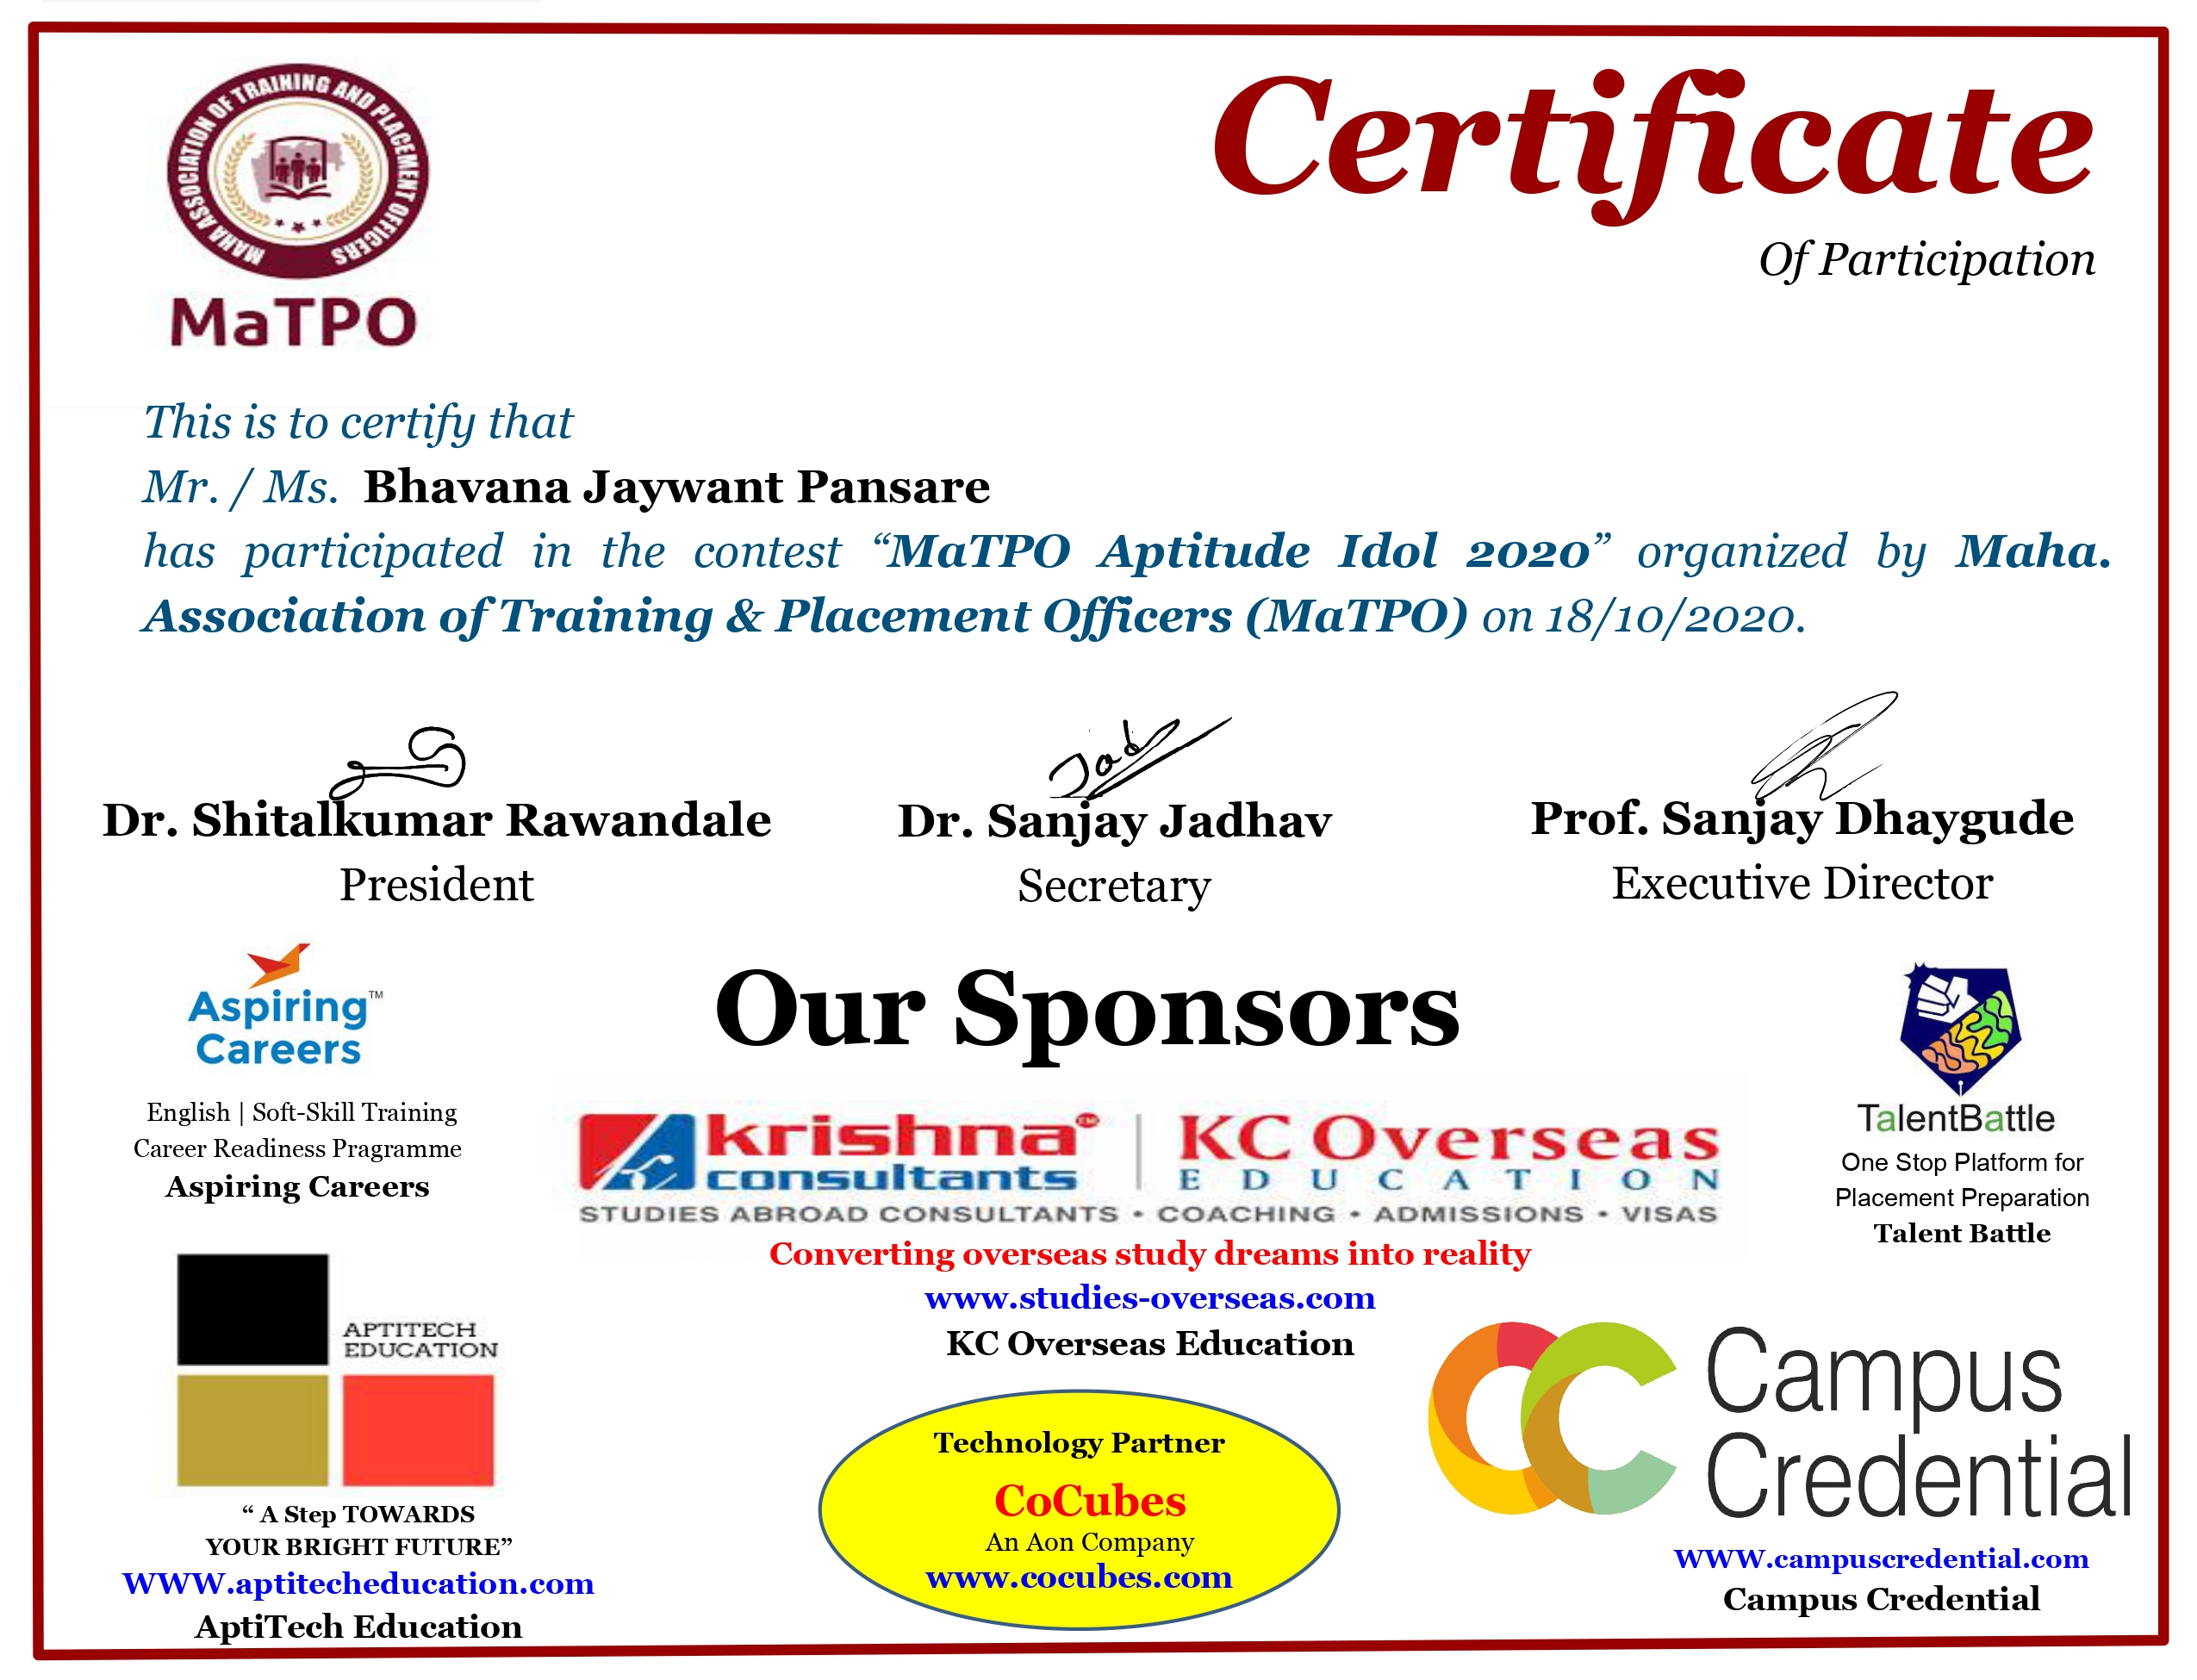 Certificate
Of Participation
MAHA ASSOCIATION OF TRAINING AND PLACEMENT OFFICERS
MaTPO
This is to certify that
Mr. / Ms. Bhavana Jaywant Pansare
has participated in the contest “MaTPO Aptitude Idol 2020” organized by Maha.
Association of Training & Placement Officers (MaTPO) on 18/10/2020.
Jad
Dr. Shitalkumar Rawandale
President
Dr. Sanjay Jadhav
Secretary
Prof. Sanjay Dhaygude
Executive Director
Our Sponsors
Aspiring™
Careers
English | Soft-Skill Training
Career Readiness Pragramme
Aspiring Careers
krishna™
consultants
KC Overseas
EDUCATION
STUDIES ABROAD CONSULTANTS • COACHING • ADMISSIONS • VISAS
Converting overseas study dreams into reality
www.studies-overseas.com
KC Overseas Education
TalentBattle
One Stop Platform for
Placement Preparation
Talent Battle
APTITECH
EDUCATION
“ A Step TOWARDS
YOUR BRIGHT FUTURE”
WWW.aptitecheducation.com
AptiTech Education
Technology Partner
CoCubes
An Aon Company
www.cocubes.com
Campus
Credential
WWW.campuscredential.com
Campus Credential